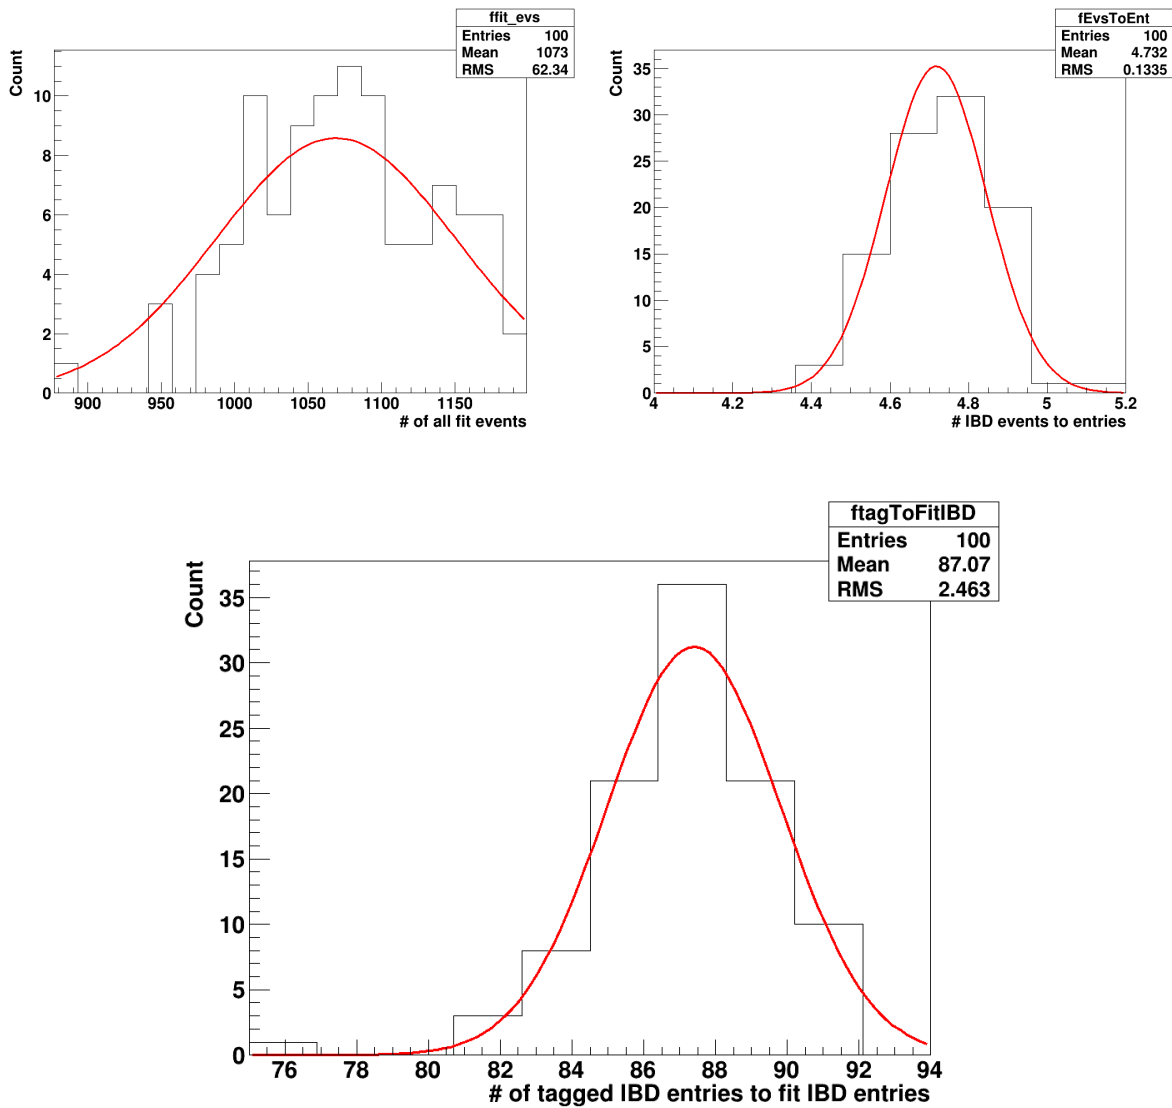 ffit_evs
Entries 100
Mean 1073
RMS 62.34
Count
10
8
6
4
2
0
900 950 1000 1050 1100 1150
# of all fit events
fEvsToEnt
Entries 100
Mean 4.732
RMS 0.1335
Count
35
30
25
20
15
10
5
0
4 4.2 4.4 4.6 4.8 5 5.2
# IBD events to entries
ftagToFitIBD
Entries 100
Mean 87.07
RMS 2.463
Count
35
30
25
20
15
10
5
0
76 78 80 82 84 86 88 90 92 94
# of tagged IBD entries to fit IBD entries